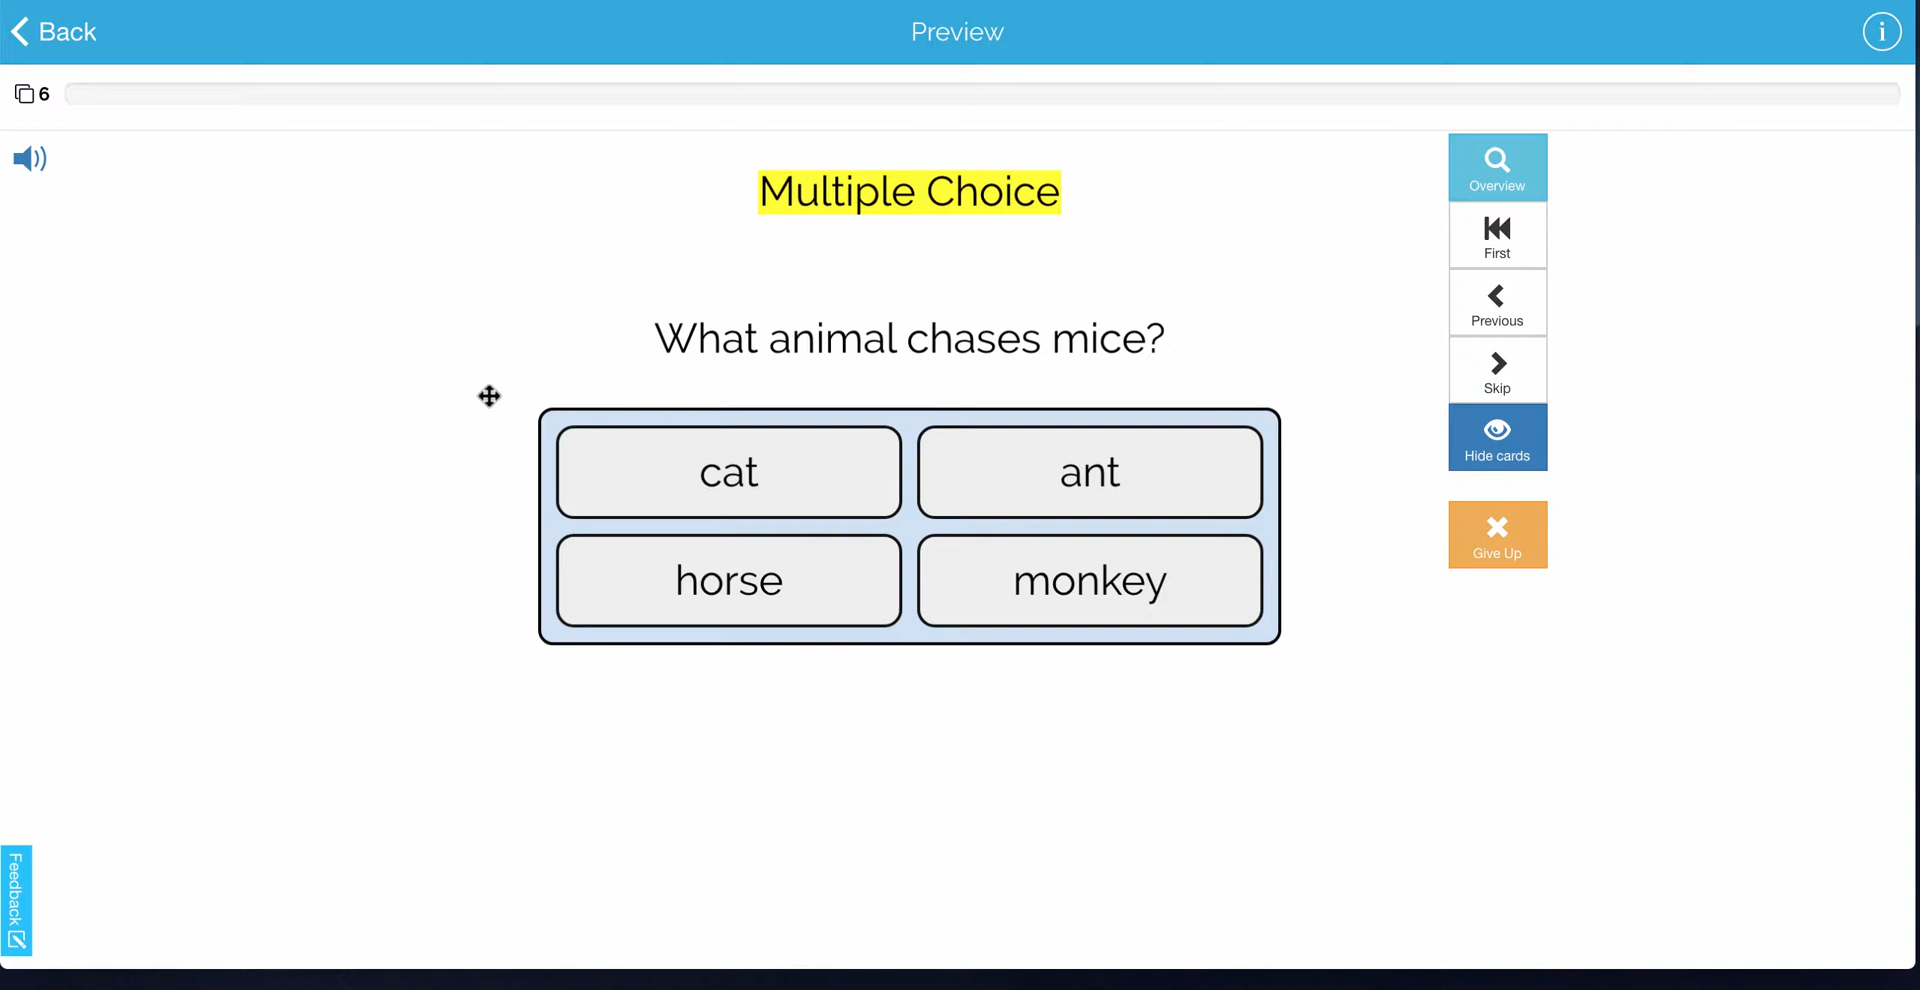 Back
Preview
i
6
Multiple Choice
What animal chases mice?
cat
ant
horse
monkey
Overview
First
Previous
Skip
Hide cards
Give Up
Feedback